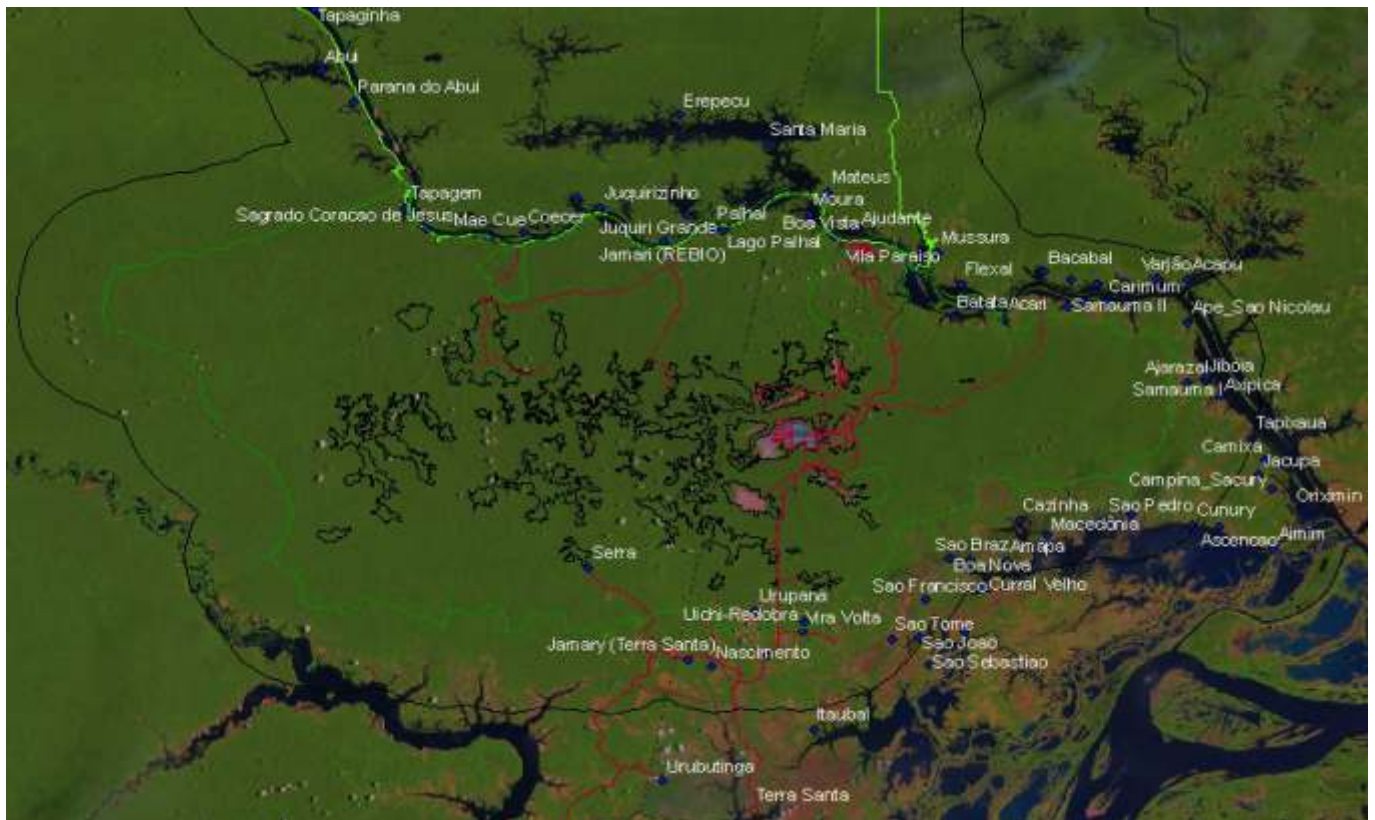 Tapaginha
Abui
Parana do Abui
Erepecu
Santa Maria
Tapagem
Juquirizinho
Mateus
Sagrado Coracao de Jesus
Mae Cue
Coecer
Palhal
Moura
Juquiri Grande
Boa Vista
Ajudante
Jamari (REBIO)
Lago Palhal
Vila Paraiso
Mussura
Flexal
Bacabal
Varjão
Acapu
Carimum
Batata
Acari
Samauma II
Ape_Sao Nicolau
Ajarazal
Jiboia
Samauma I
Axipica
Tapixaua
Camixa
Jacupa
Campina_Sacury
Oriximin
Cazinha
Sao Pedro
Cunury
Macedônia
Aimim
Ascencao
Sao Braz
Amapa
Serra
Boa Nova
Sao Francisco
Curral Velho
Urupana
Uichi-Redobra
Vira Volta
Sao Tome
Jamary (Terra Santa)
Nascimento
Sao Joao
Sao Sebastiao
Itaubal
Urubutinga
Terra Santa